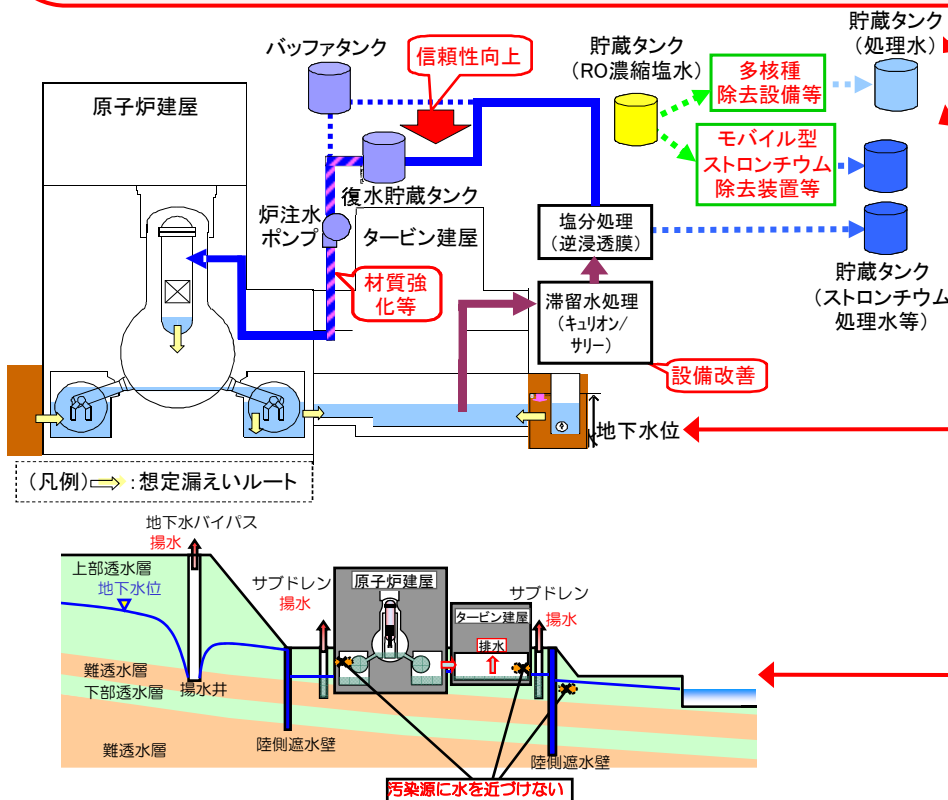 バッファタンク
信頼性向上
貯蔵タンク
(RO濃縮塩水)
多核種
除去設備等
貯蔵タンク
(処理水)
原子炉建屋
モバイル型
ストロンチウム
除去装置等
復水貯蔵タンク
炉注水
ポンプ
タービン建屋
塩分処理
(逆浸透膜)
材質強
化等
滞留水処理
(キュリオン/
サリー)
貯蔵タンク
(ストロンチウム
処理水等)
設備改善
地下水位
(凡例)
:想定漏えいルート
地下水バイパス
揚水
上部透水層
地下水位
サブドレン
揚水
原子炉建屋
サブドレン
揚水
タービン建屋
排水
難透水層
下部透水層
揚水井
難透水層
陸側遮水壁
陸側遮水壁
汚染源に水を近づけない